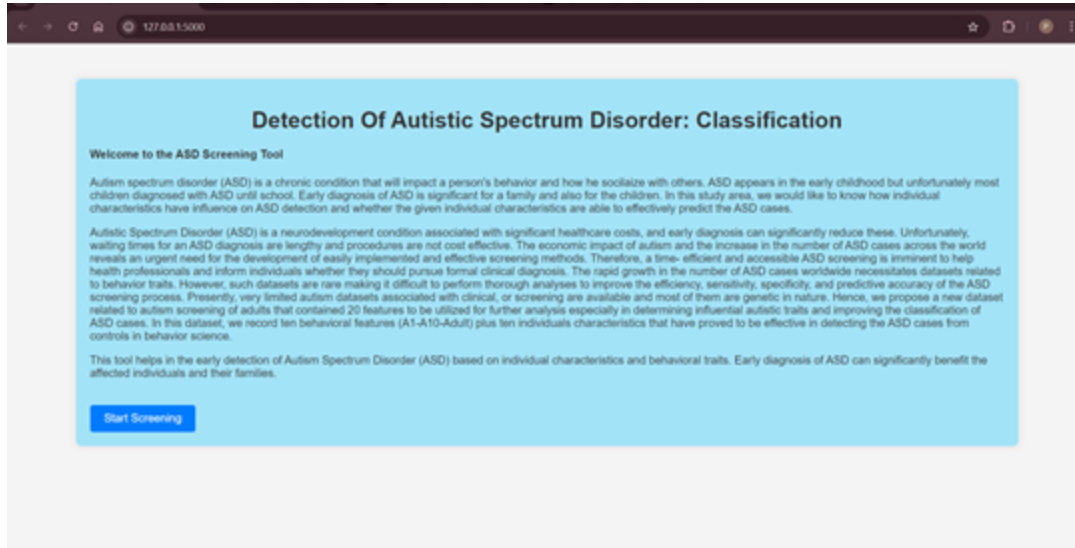 127.0.0.1:5000
Detection Of Autistic Spectrum Disorder: Classification
Welcome to the ASD Screening Tool
Autism spectrum disorder (ASD) is a chronic condition that will impact a person's behavior and how he socilaize with others. ASD appears in the early childhood but unfortunately most
children diagnosed with ASD until school. Early diagnosis of ASD is significant for a family and also for the children. In this study area, we would like to know how individual
characteristics have influence on ASD detection and whether the given individual characteristics are able to effectively predict the ASD cases.
Autistic Spectrum Disorder (ASD) is a neurodevelopment condition associated with significant healthcare costs, and early diagnosis can significantly reduce these. Unfortunately,
waiting times for an ASD diagnosis are lengthy and procedures are not cost effective. The economic impact of autism and the increase in the number of ASD cases across the world
reveals an urgent need for the development of easily implemented and effective screening methods. Therefore, a time- efficient and accessible ASD screening is imminent to help
health professionals and inform individuals whether they should pursue formal clinical diagnosis. The rapid growth in the number of ASD cases worldwide necessitates datasets related
to behavior traits. However, such datasets are rare making it difficult to perform thorough analyses to improve the efficiency, sensitivity, specificity, and predictive accuracy of the ASD
screening process. Presently, very limited autism datasets associated with clinical, or screening are available and most of them are genetic in nature. Hence, we propose a new dataset
related to autism screening of adults that contained 20 features to be utilized for further analysis especially in determining influential autistic traits and improving the classification of
ASD cases. In this dataset, we record ten behavioral features (A1-A10-Adult) plus ten individuals characteristics that have proved to be effective in detecting the ASD cases from
controls in behavior science.
This tool helps in the early detection of Autism Spectrum Disorder (ASD) based on individual characteristics and behavioral traits. Early diagnosis of ASD can significantly benefit the
affected individuals and their families.
Start Screening